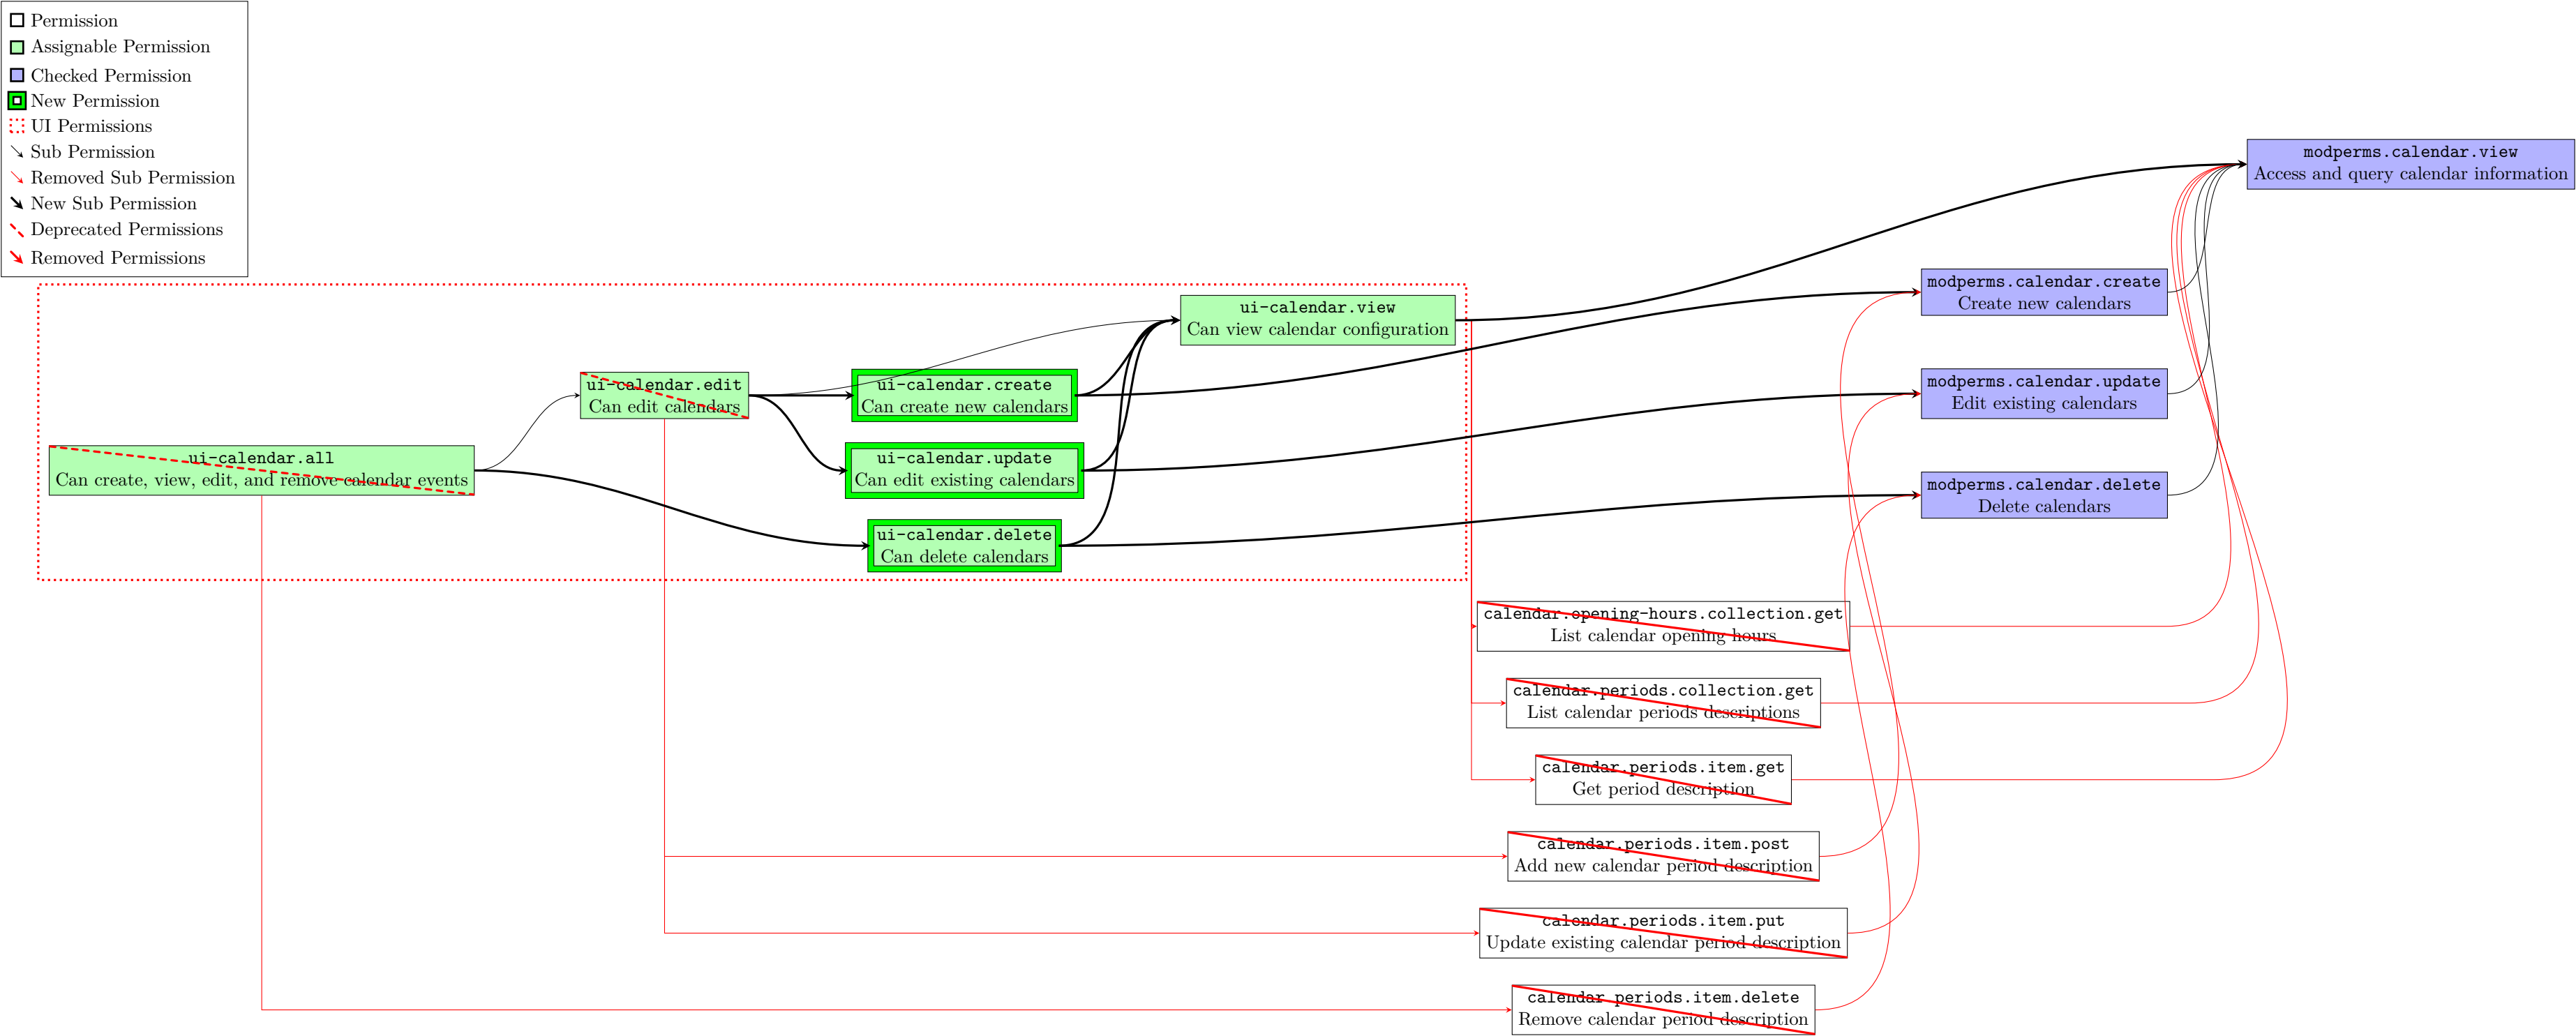 Permission
Assignable Permission
Checked Permission
New Permission
UI Permissions
Sub Permission
Removed Sub Permission
New Sub Permission
Deprecated Permissions
Removed Permissions
modperms.calendar.view
Access and query calendar information
modperms.calendar.create
Create new calendars
ui-calendar.view
Can view calendar configuration
ui-calendar.edit
Can edit calendars
ui-calendar.create
Can create new calendars
modperms.calendar.update
Edit existing calendars
ui-calendar.all
Can create, view, edit, and remove calendar events
ui-calendar.update
Can edit existing calendars
modperms.calendar.delete
Delete calendars
ui-calendar.delete
Can delete calendars
calendar.opening-hours.collection.get
List calendar opening hours
calendar.periods.collection.get
List calendar periods descriptions
calendar.periods.item.get
Get period description
calendar.periods.item.post
Add new calendar period description
calendar.periods.item.put
Update existing calendar period description
calendar.periods.item.delete
Remove calendar period description